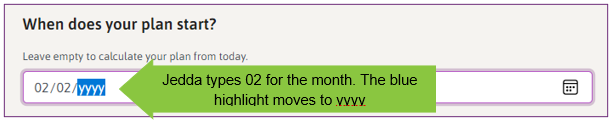 When does your plan start?
Leave empty to calculate your plan from today.
02/02/yyyy
Jedda types 02 for the month. The blue
highlight moves to yyyy